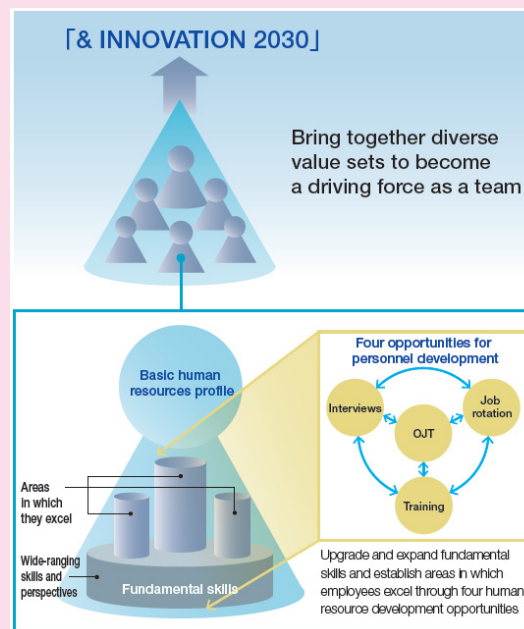 「& INNOVATION 2030」
Bring together diverse
value sets to become
a driving force as a team
Basic human
resources profile
Areas
in which
they excel
Wide-ranging
skills and
perspectives
Fundamental skills
Four opportunities for
personnel development
Interviews
Job
rotation
OJT
Training
Upgrade and expand fundamental
skills and establish areas in which
employees excel through four human
resource development opportunities